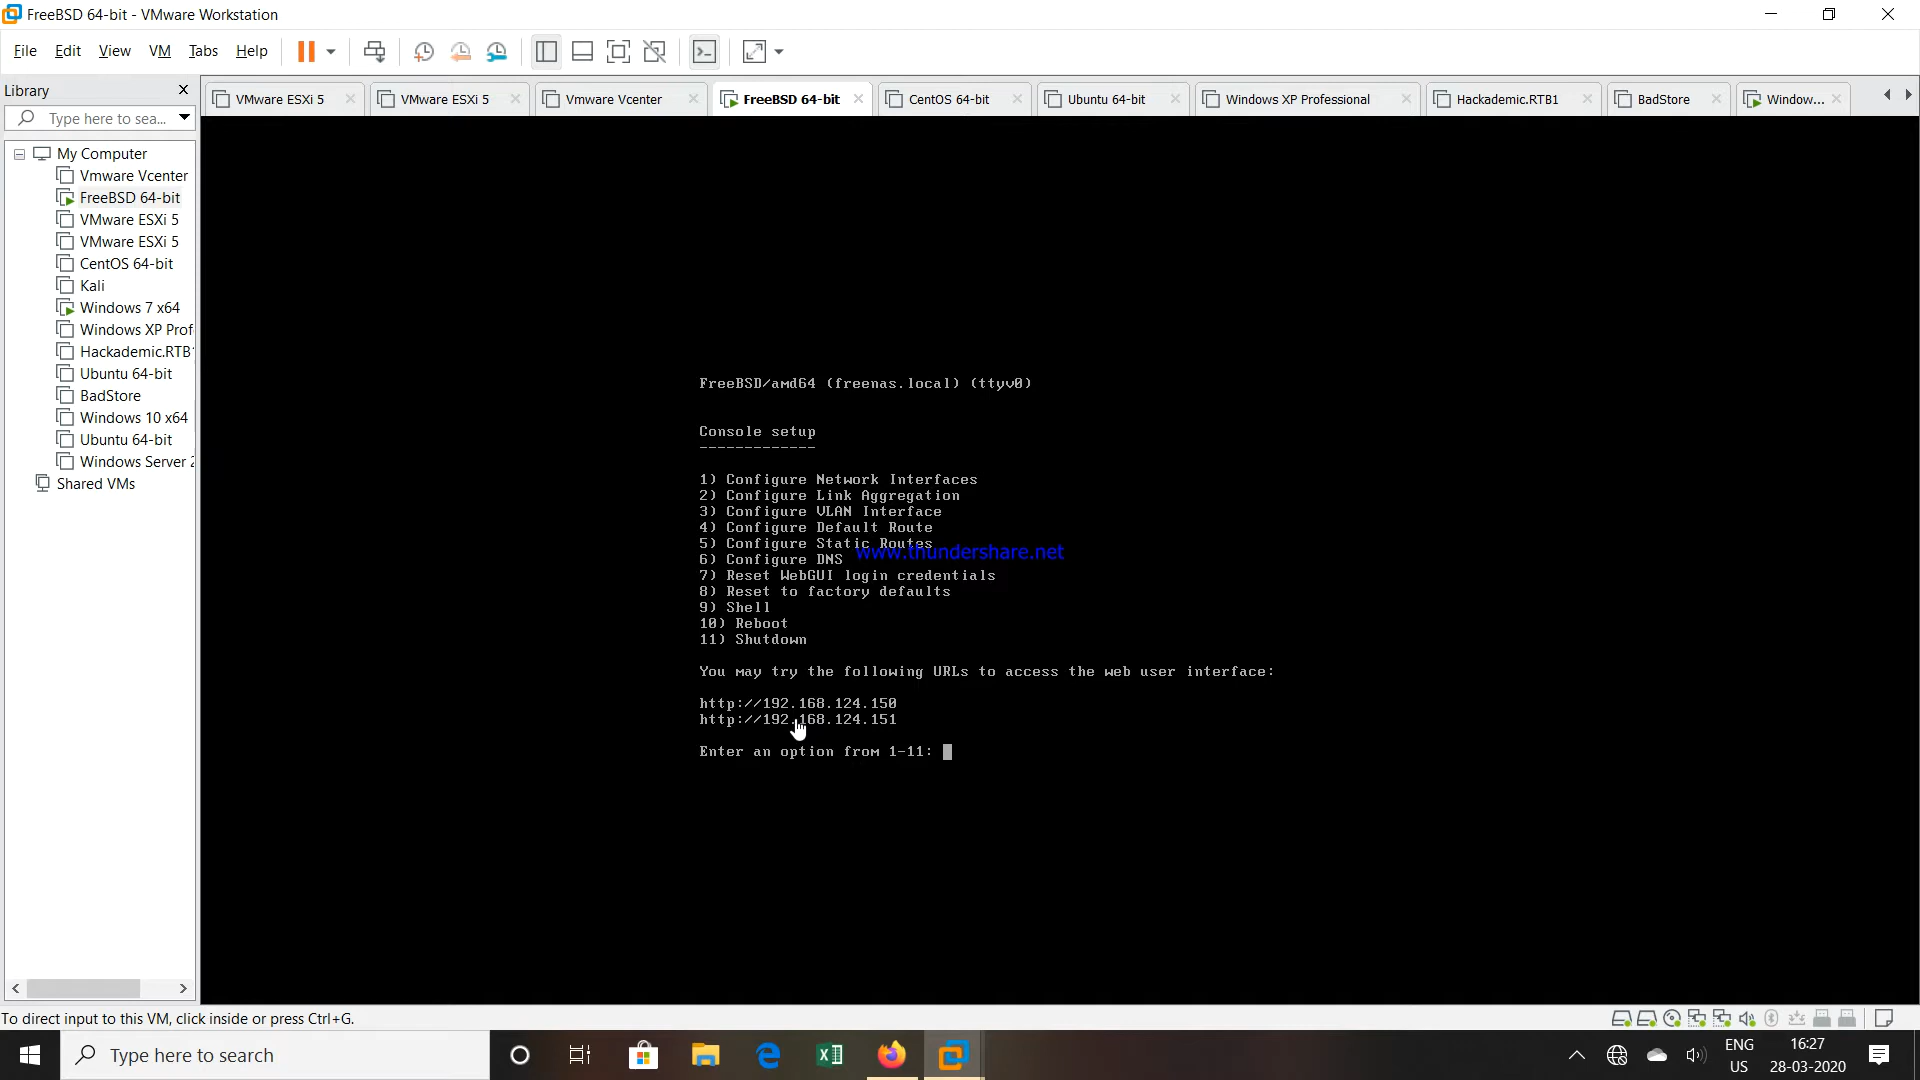 FreeBSD 64-bit - VMware Workstation
File Edit View VM Tabs Help
Library
Type here to sea...
VMware ESXi 5
VMware ESXi 5
Vmware Vcenter
FreeBSD 64-bit
CentOS 64-bit
Ubuntu 64-bit
Windows XP Professional
Hackademic.RTB1
BadStore
Window...
My Computer
Vmware Vcenter
FreeBSD 64-bit
VMware ESXi 5
VMware ESXi 5
CentOS 64-bit
Kali
Windows 7 x64
Windows XP Prof
Hackademic.RTB
Ubuntu 64-bit
BadStore
Windows 10 x64
Ubuntu 64-bit
Windows Server 2
Shared VMs
FreeBSD/amd64 (freenas.local) (ttyv0)
Console setup
-------------
1) Configure Network Interfaces
2) Configure Link Aggregation
3) Configure VLAN Interface
4) Configure Default Route
5) Configure Static Routes
www.thundershare.net
6) Configure DNS
7) Reset WebGUI login credentials
8) Reset to factory defaults
9) Shell
10) Reboot
11) Shutdown
You may try the following URLs to access the web user interface:
http://192.168.124.150
http://192.168.124.151
Enter an option from 1-11:
To direct input to this VM, click inside or press Ctrl+G.
Type here to search
ENG
US
16:27
28-03-2020